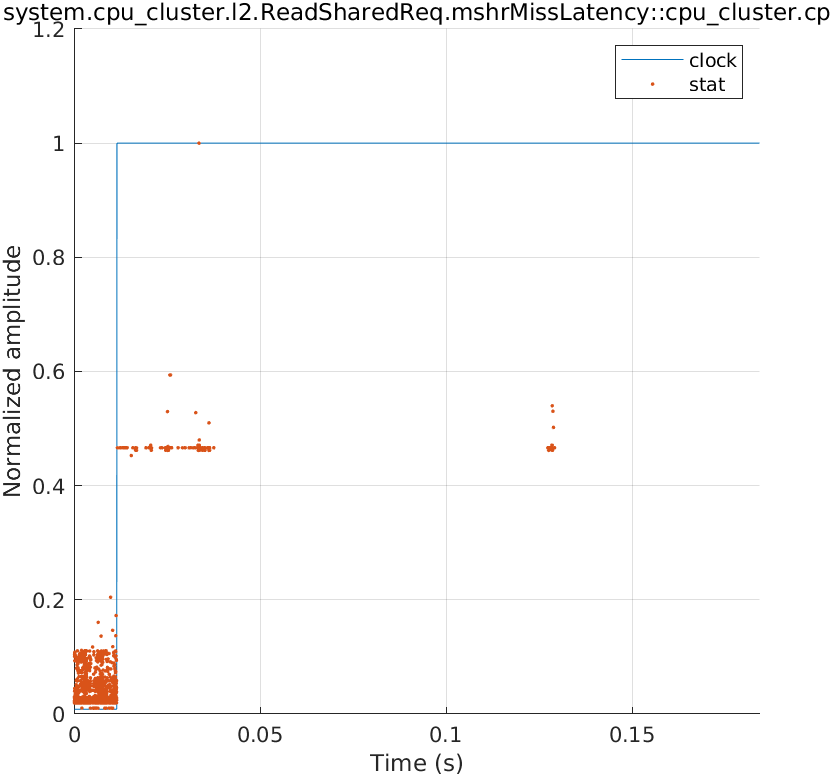 system.cpu_cluster.l2.ReadSharedReq.mshrMissLatency::cpu_cluster.cp
1.2
clock
stat
1
0.8
Normalized amplitude
0.6
0.4
0.2
0
0 0.05 0.1 0.15
Time (s)